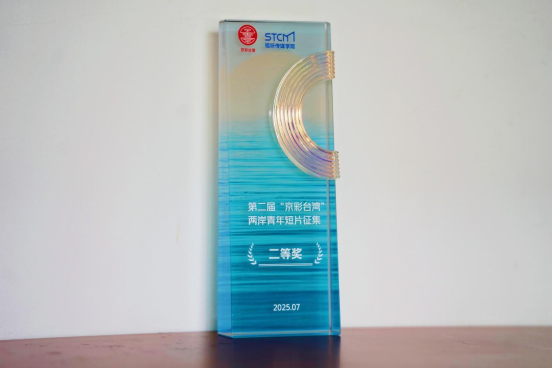 STCM
第二届“京彩台湾”
两岸青年短片征集
二等奖
2025.07